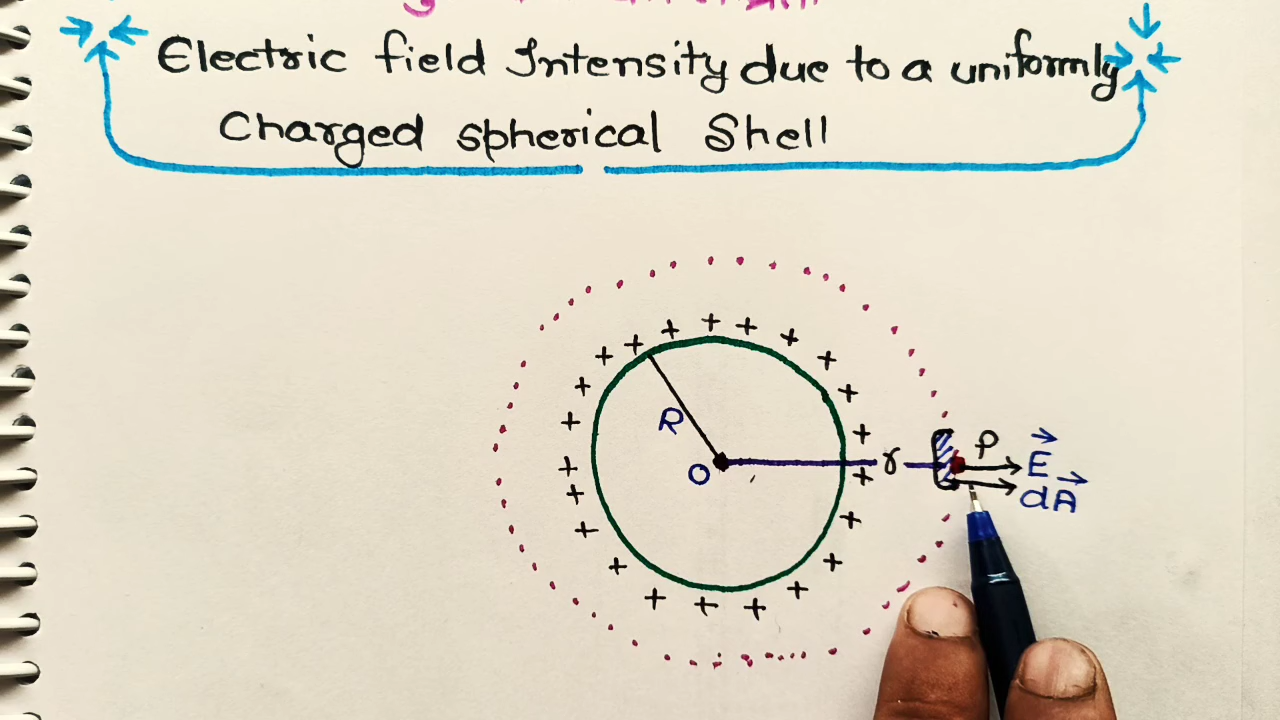 Electric field Intensity due to a uniformly
Charged spherical Shell
+ + + + + + + + + + + + + + + + + + + + + + + +
R
O
r
P
E
dA